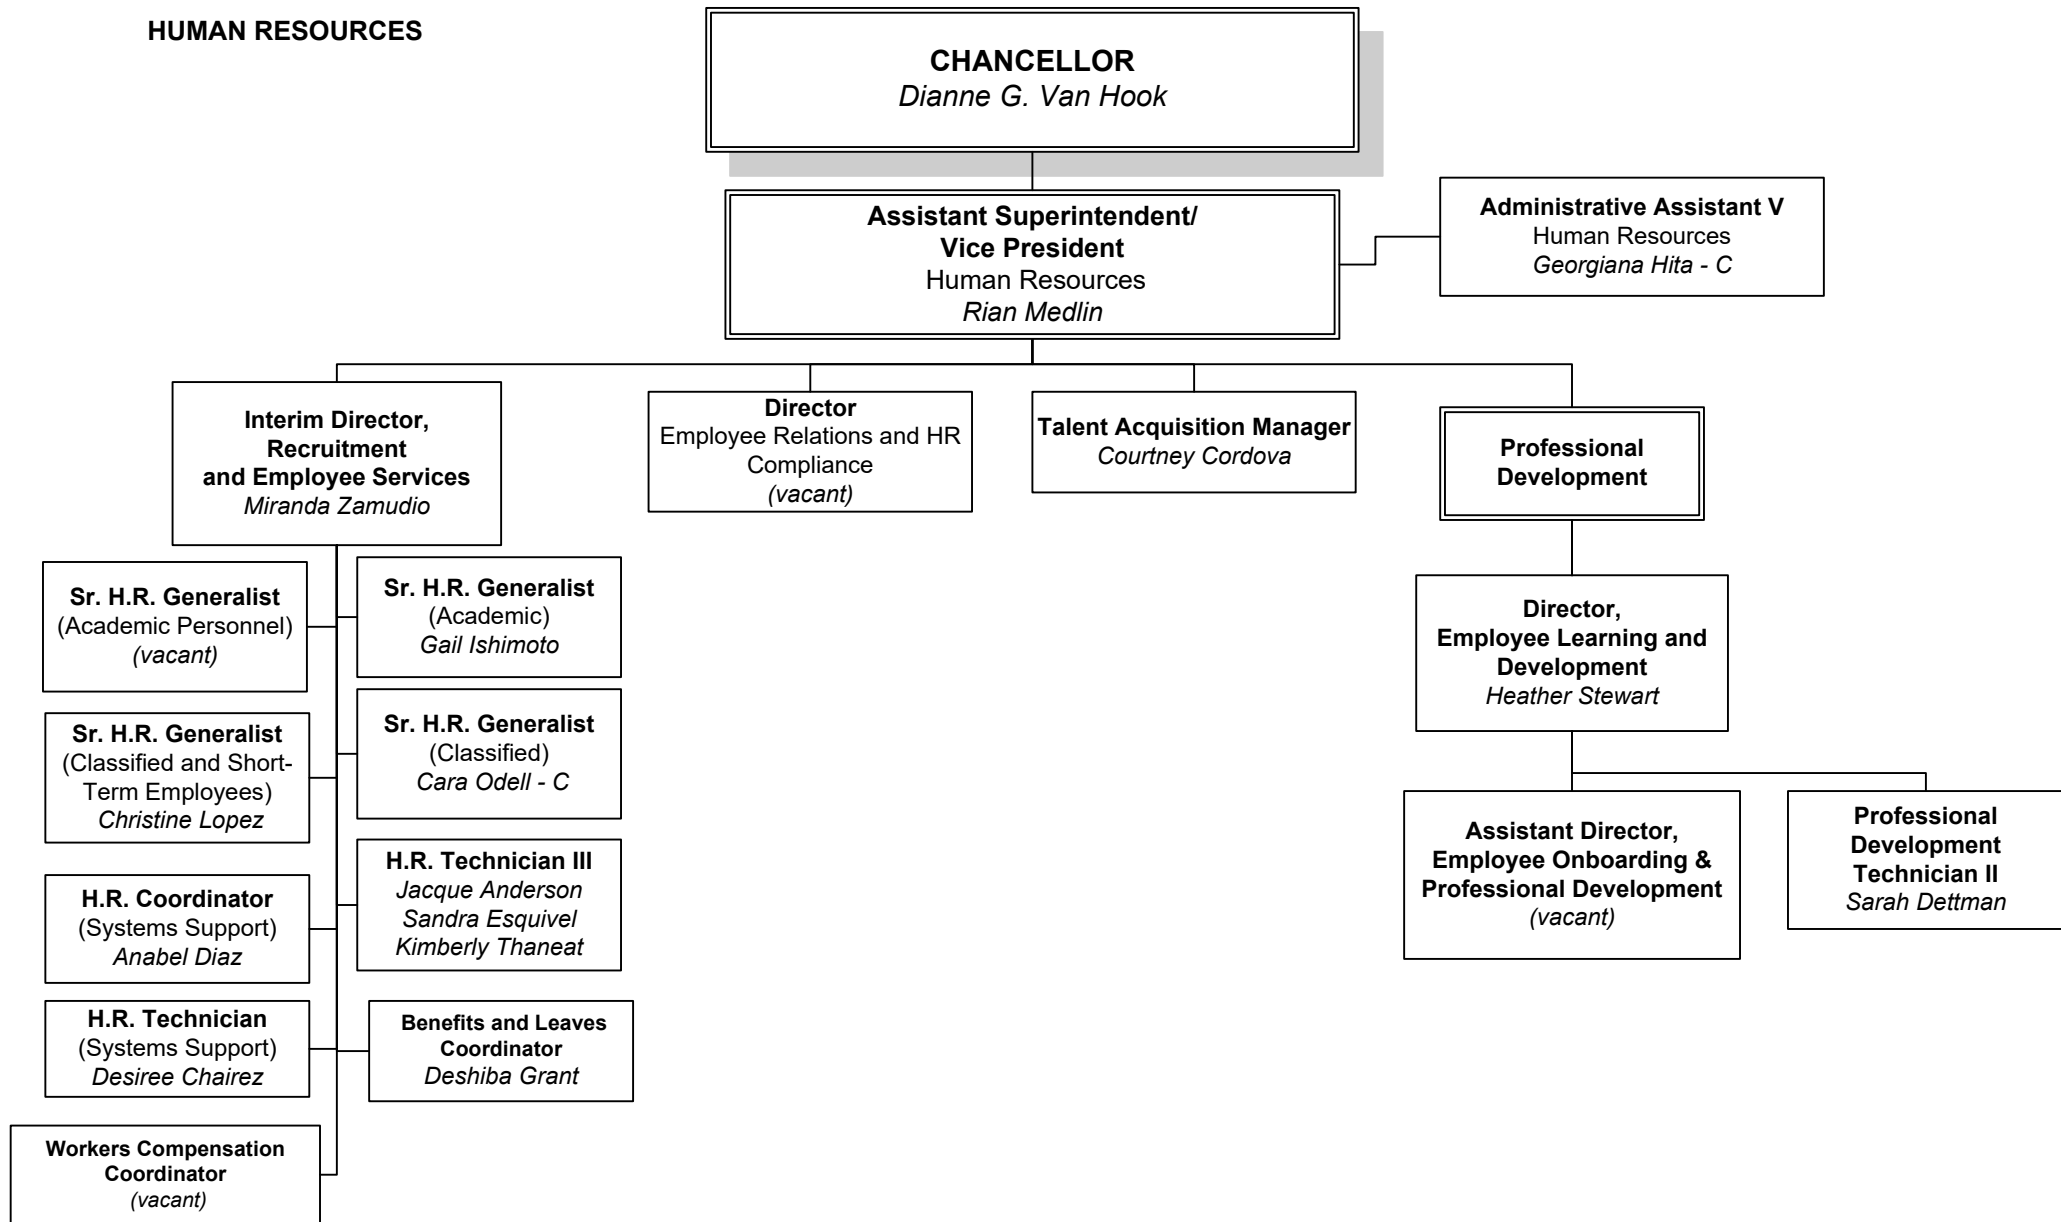 HUMAN RESOURCES
CHANCELLOR
Dianne G. Van Hook
Assistant Superintendent/
Vice President
Human Resources
Rian Medlin
Administrative Assistant V
Human Resources
Georgiana Hita - C
Interim Director,
Recruitment
and Employee Services
Miranda Zamudio
Director
Employee Relations and HR
Compliance
(vacant)
Talent Acquisition Manager
Courtney Cordova
Professional
Development
Sr. H.R. Generalist
(Academic Personnel)
(vacant)
Sr. H.R. Generalist
(Academic)
Gail Ishimoto
Sr. H.R. Generalist
(Classified and Short-
Term Employees)
Christine Lopez
Sr. H.R. Generalist
(Classified)
Cara Odell - C
H.R. Coordinator
(Systems Support)
Anabel Diaz
H.R. Technician III
Jacque Anderson
Sandra Esquivel
Kimberly Thaneat
H.R. Technician
(Systems Support)
Desiree Chairez
Benefits and Leaves
Coordinator
Deshiba Grant
Workers Compensation
Coordinator
(vacant)
Director,
Employee Learning and
Development
Heather Stewart
Assistant Director,
Employee Onboarding &
Professional Development
(vacant)
Professional
Development
Technician II
Sarah Dettman